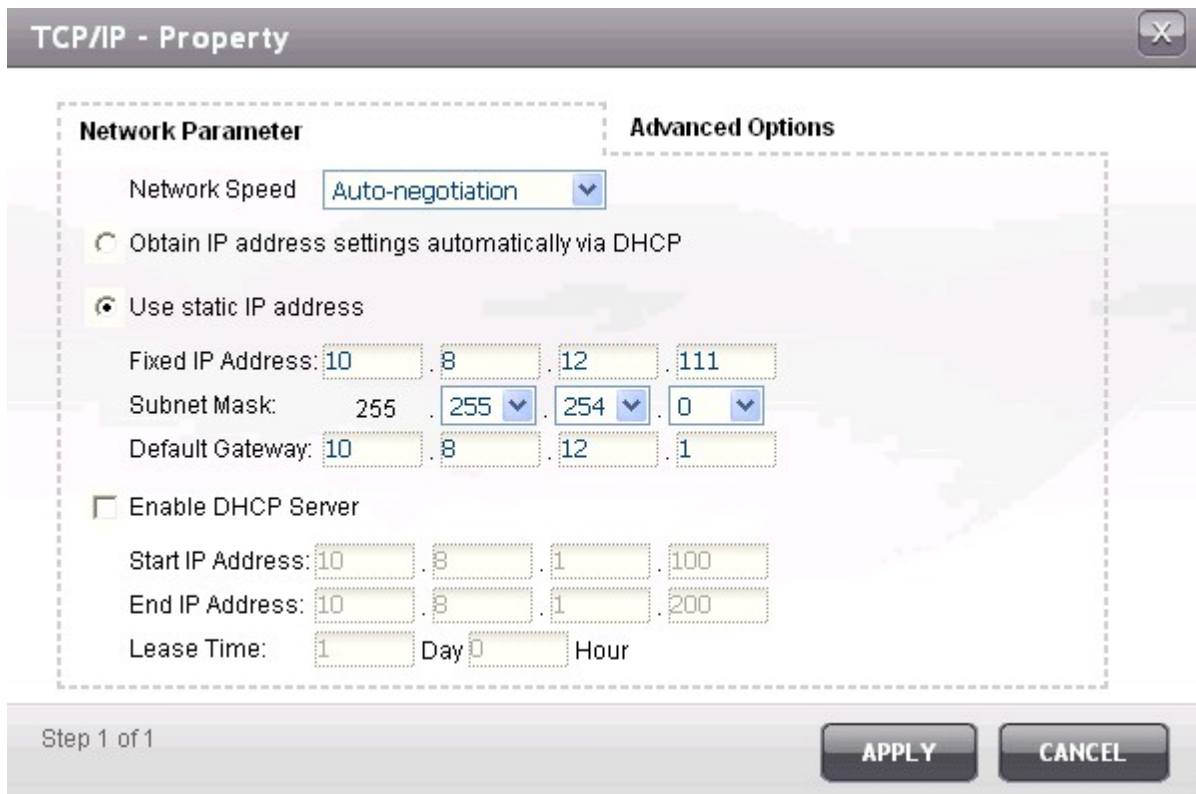 TCP/IP - Property X
Network Parameter Advanced Options
Network Speed Auto-negotiation
Obtain IP address settings automatically via DHCP
Use static IP address
Fixed IP Address: 10 . 8 . 12 . 111
Subnet Mask: 255 . 255 . 254 . 0
Default Gateway: 10 . 8 . 12 . 1
Enable DHCP Server
Start IP Address: 10 . 8 . 1 . 100
End IP Address: 10 . 8 . 1 . 200
Lease Time: 1 Day 0 Hour
Step 1 of 1 APPLY CANCEL